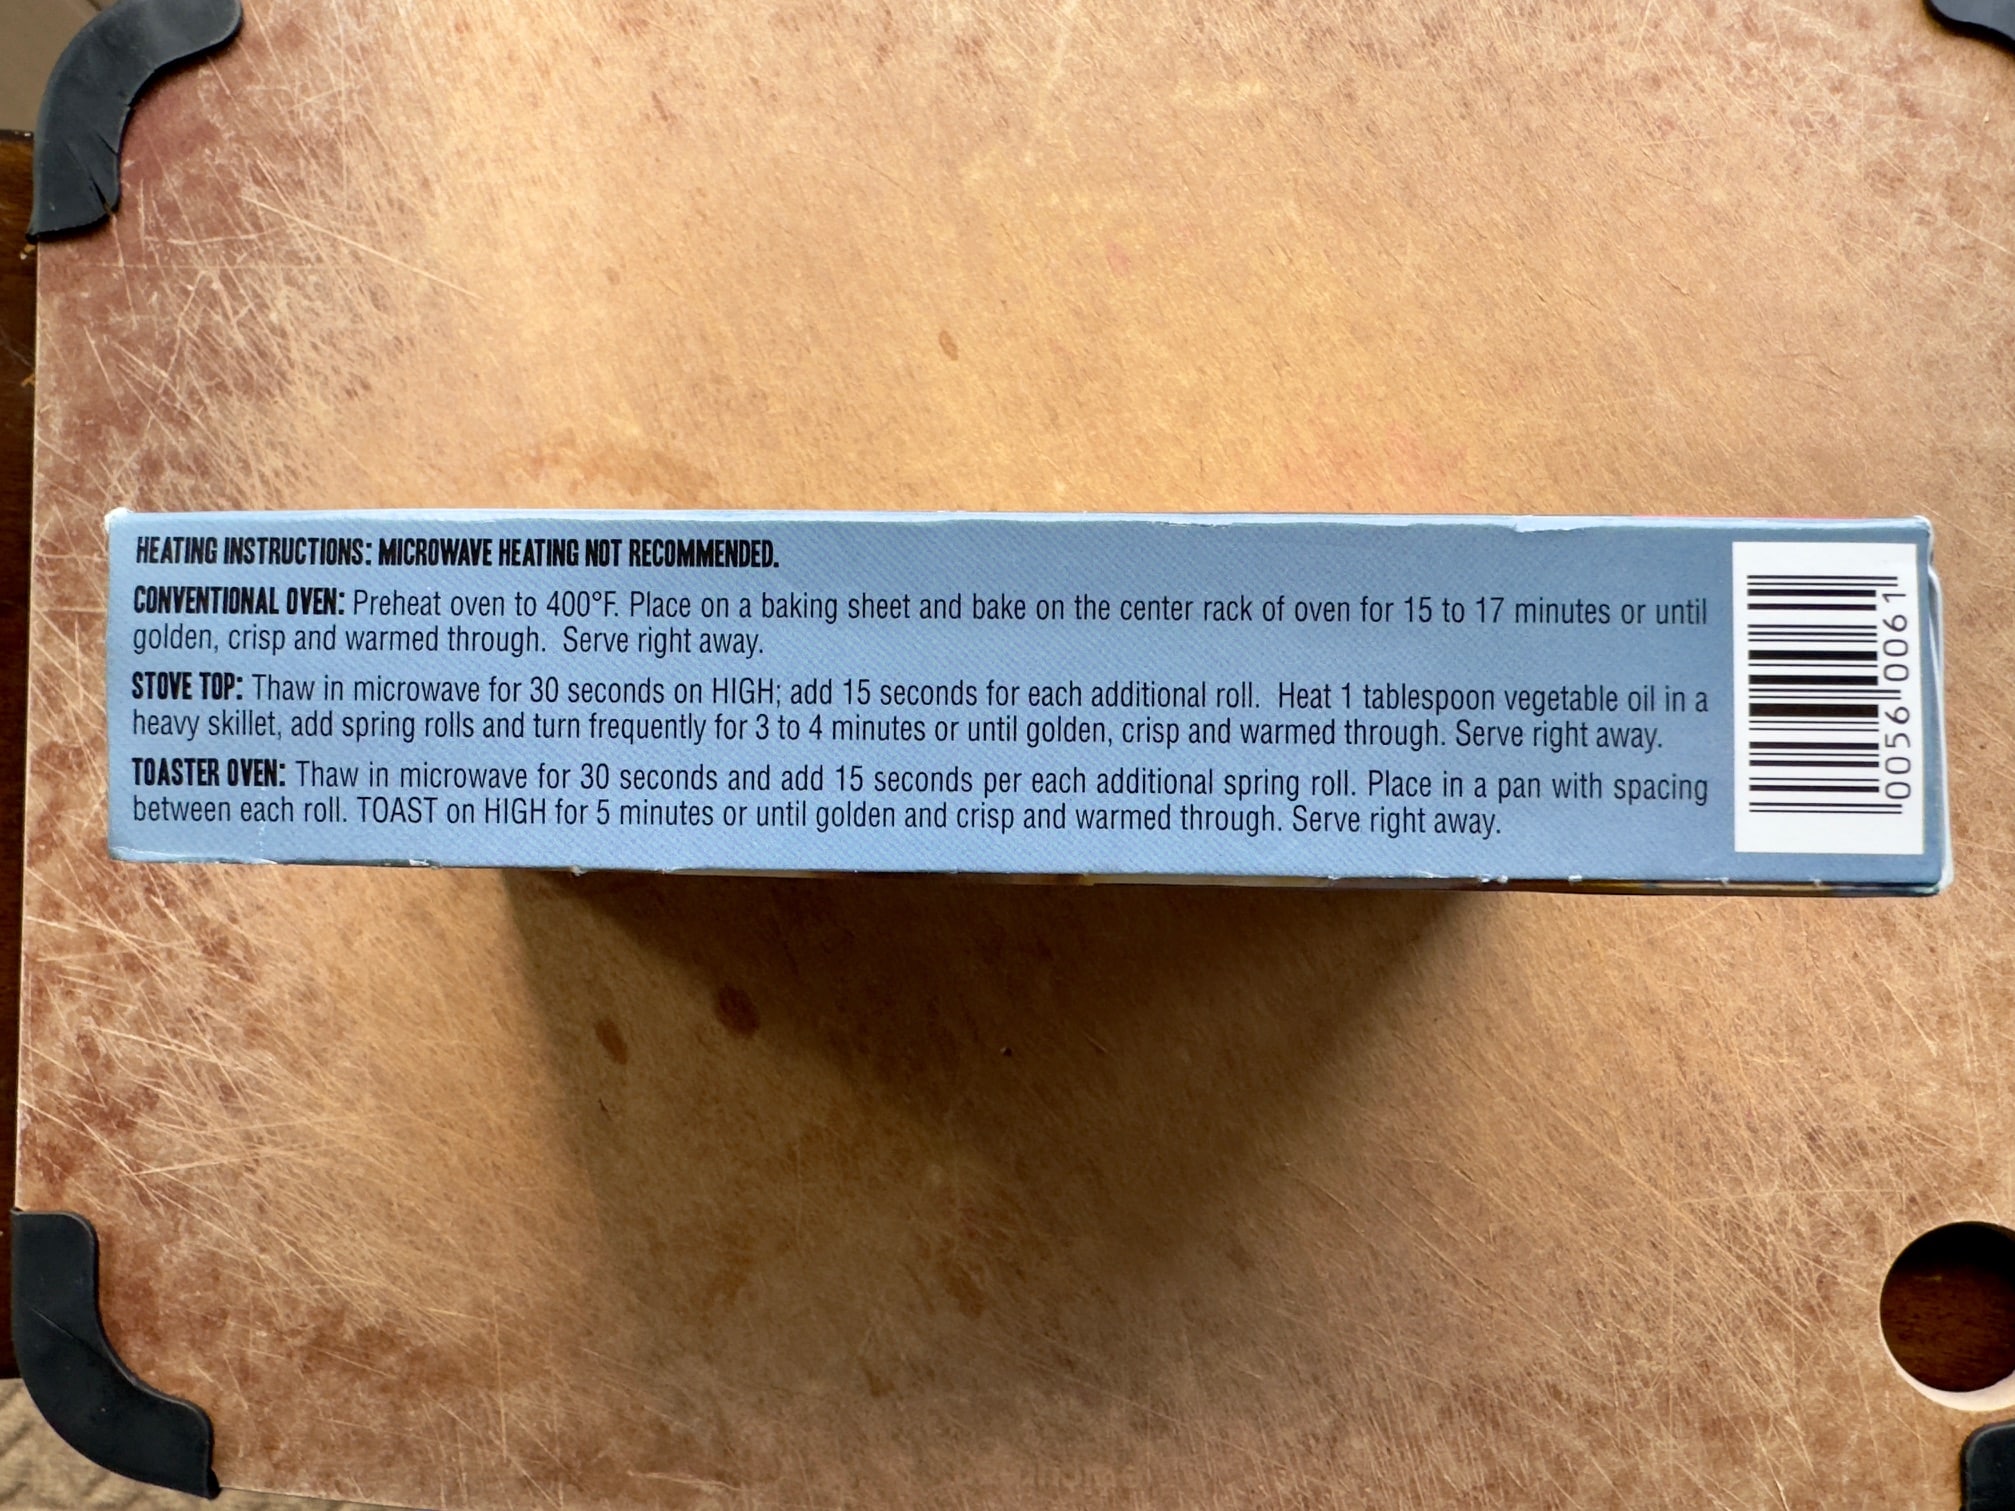 HEATING INSTRUCTIONS: MICROWAVE HEATING NOT RECOMMENDED.
CONVENTIONAL OVEN: Preheat oven to 400°F. Place on a baking sheet and bake on the center rack of oven for 15 to 17 minutes or until
golden, crisp and warmed through. Serve right away.
STOVE TOP: Thaw in microwave for 30 seconds on HIGH; add 15 seconds for each additional roll. Heat 1 tablespoon vegetable oil in a
heavy skillet, add spring rolls and turn frequently for 3 to 4 minutes or until golden, crisp and warmed through. Serve right away.
TOASTER OVEN: Thaw in microwave for 30 seconds and add 15 seconds per each additional spring roll. Place in a pan with spacing
between each roll. TOAST on HIGH for 5 minutes or until golden and crisp and warmed through. Serve right away.
0056 0061